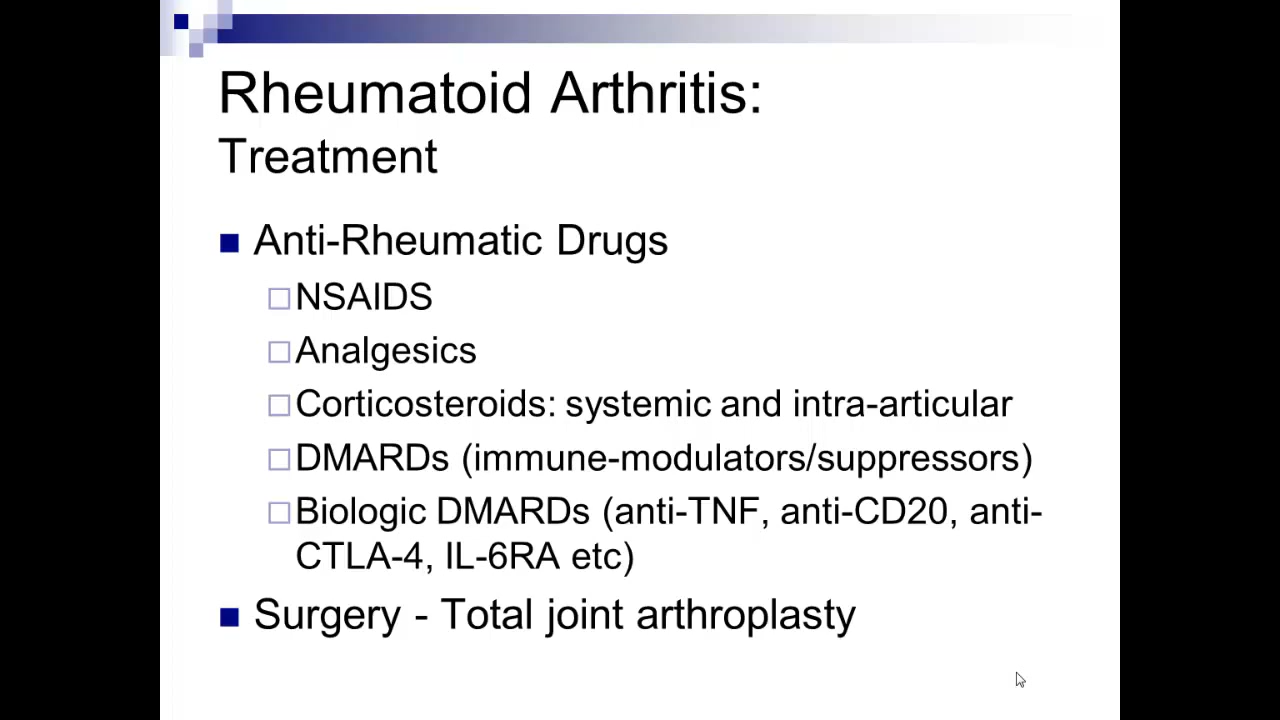 Rheumatoid Arthritis:
Treatment
Anti-Rheumatic Drugs
NSAIDS
Analgesics
Corticosteroids: systemic and intra-articular
DMARDs (immune-modulators/suppressors)
Biologic DMARDs (anti-TNF, anti-CD20, anti-
CTLA-4, IL-6RA etc)
Surgery - Total joint arthroplasty